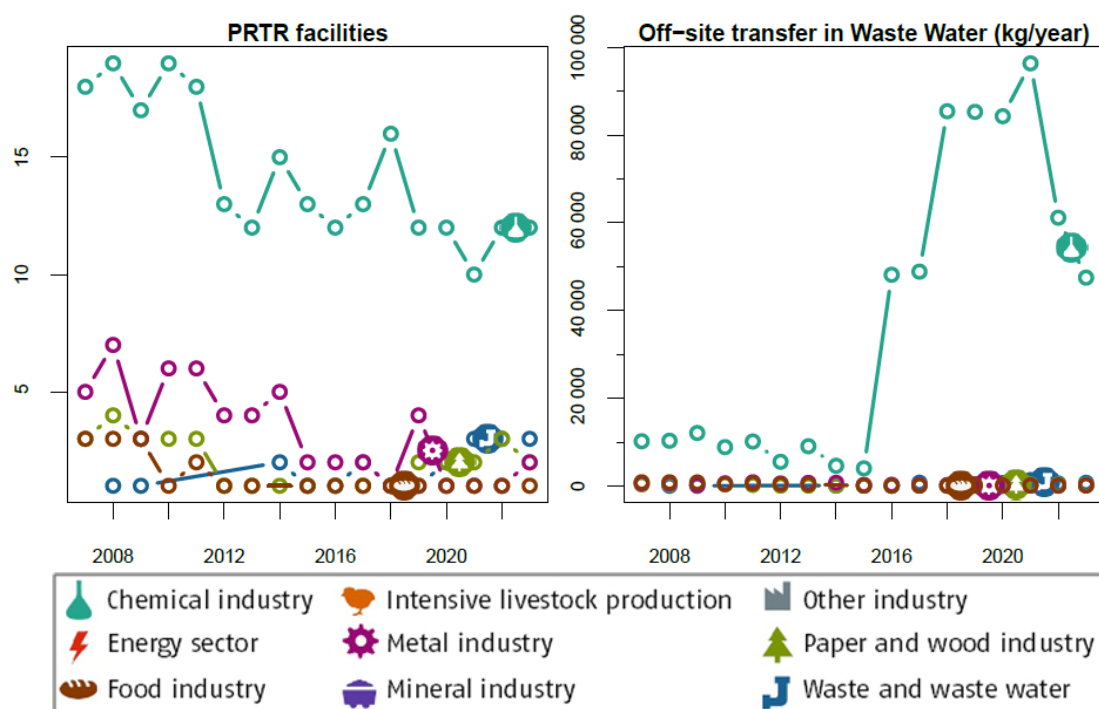 PRTR facilities
15
10
5
2008 2012 2016 2020
Off-site transfer in Waste Water (kg/year)
100 000
80 000
60 000
40 000
20 000
0
2008 2012 2016 2020
Chemical industry
Intensive livestock production
Other industry
Energy sector
Metal industry
Paper and wood industry
Food industry
Mineral industry
Waste and waste water